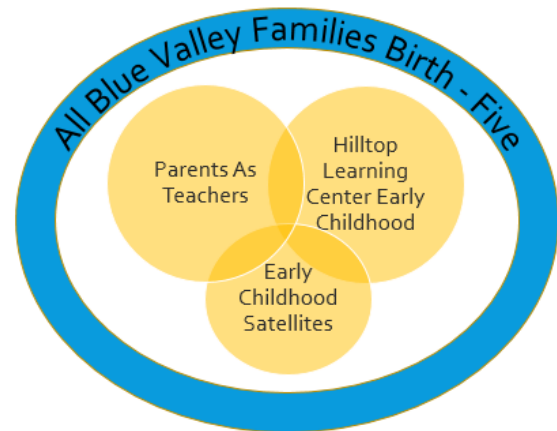 All Blue Valley Families Birth - Five
Parents As
Teachers
Hilltop
Learning
Center Early
Childhood
Early
Childhood
Satellites